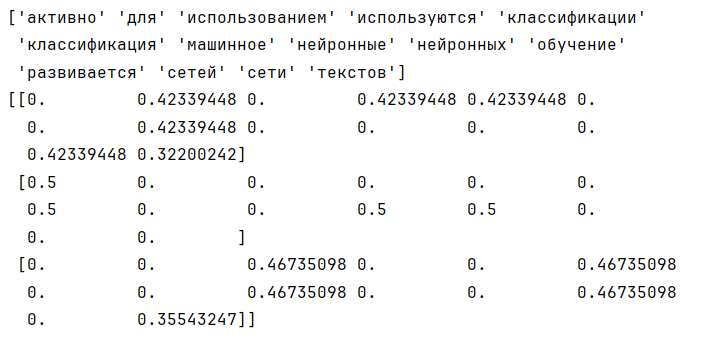 ['активно' 'для' 'использованием' 'используются' 'классификации'
 'классификация' 'машинное' 'нейронные' 'нейронных' 'обучение'
 'развивается' 'сетей' 'сети' 'текстов']
[[0.         0.42339448 0.         0.42339448 0.42339448 0.
  0.         0.42339448 0.         0.         0.         0.
  0.42339448 0.32200242]
 [0.5        0.         0.         0.         0.         0.
  0.5        0.         0.         0.5        0.5        0.
  0.         0.        ]
 [0.         0.         0.46735098 0.         0.         0.46735098
  0.         0.         0.46735098 0.         0.         0.46735098
  0.         0.35543247]]